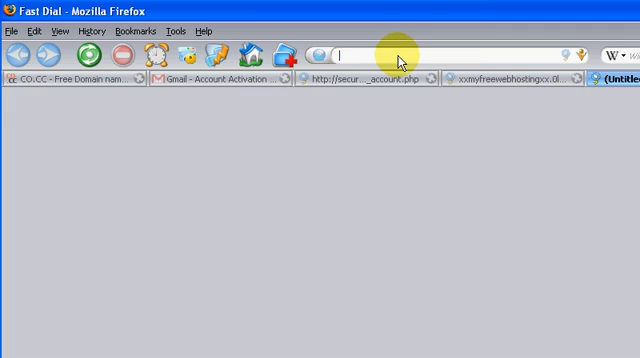 Fast Dial - Mozilla Firefox
File Edit View History Bookmarks Tools Help
W
CO.CC - Free Domain nam... Gmail - Account Activation ... http://secur..._account.php xxmyfreewebhostingxx.0l... (Untitle